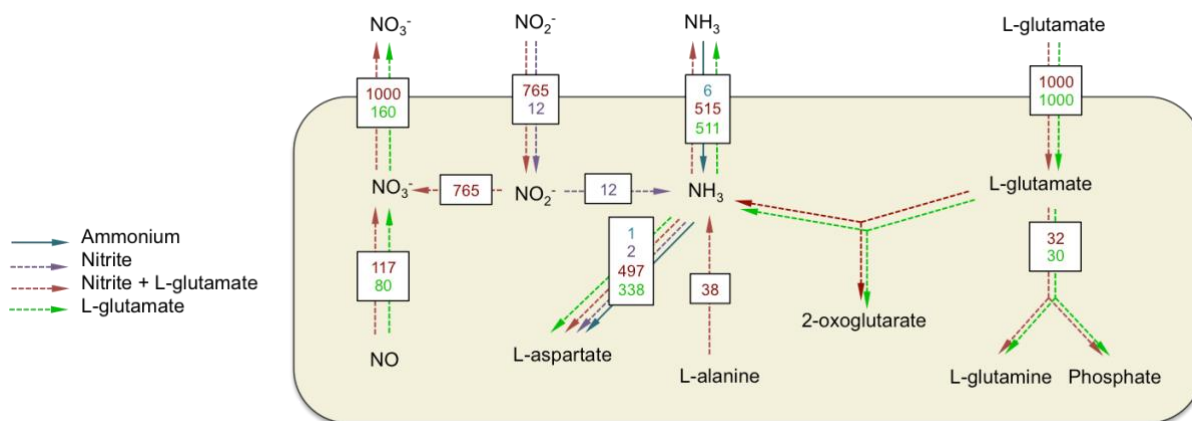 NO₃⁻ NO₂⁻ NH₃ L-glutamate
1000
160
765
12
6
515
511
1000
1000
NO₃⁻ 765 NO₂⁻ 12 NH₃ L-glutamate
Ammonium
Nitrite
Nitrite + L-glutamate
L-glutamate
117
80
1
2
497
338
38
32
30
2-oxoglutarate
NO L-aspartate L-alanine L-glutamine Phosphate